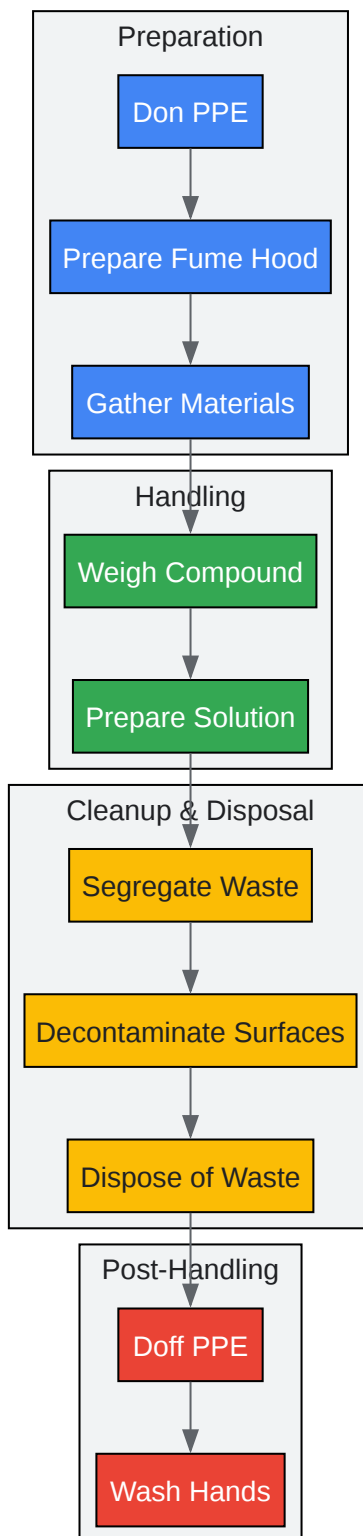 Preparation
Don PPE
Prepare Fume Hood
Gather Materials
Handling
Weigh Compound
Prepare Solution
Cleanup & Disposal
Segregate Waste
Decontaminate Surfaces
Dispose of Waste
Post-Handling
Doff PPE
Wash Hands